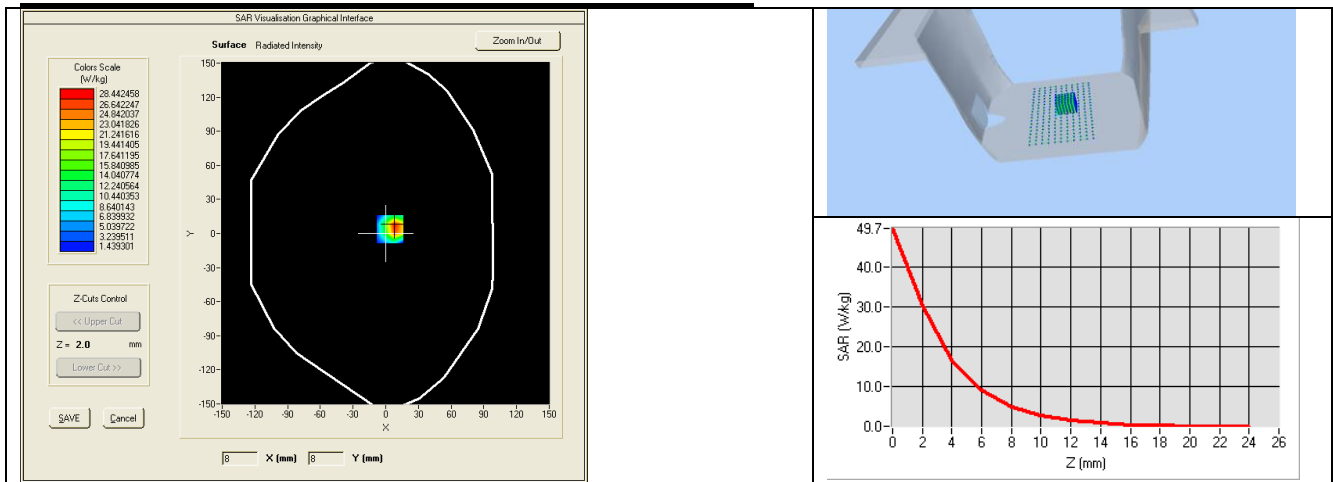 SAR Visualisation Graphical Interface
Surface Radiated Intensity
Zoom In/Out
Colors Scale
(W/kg)
28.442458
26.642247
24.842037
23.041826
21.241616
19.441405
17.641195
15.840985
14.040774
12.240564
10.440353
8.640143
6.839932
5.039722
3.239511
1.439301
Z-Cuts Control
<< Upper Cut
Z = 2.0 mm
Lower Cut >>
SAVE Cancel
150-
120-
90-
60-
30-
0-
-30-
-60-
-90-
-120-
-150-
Y
-150 -120 -90 -60 -30 0 30 60 90 120 150
X
8 X (mm) 8 Y (mm)
49.7-
40.0-
30.0-
20.0-
10.0-
0.0-
SAR (W/kg)
0 2 4 6 8 10 12 14 16 18 20 22 24 26
Z (mm)